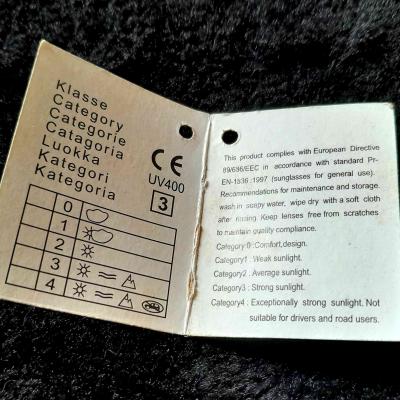 Klasse
Category
Categorie
Catagoria
Luokka
Kategori
Kategoria
CE
UV400
3
0
1
2
3
4
This product complies with European Directive
89/686/EEC in accordance with standard Pr-
EN-1836 :1997 (sunglasses for general use).
Recommendations for maintenance and storage.
wash in soapy water, wipe dry with a soft cloth
after rinsing. Keep lenses free from scratches
to maintain quality compliance.
Category 0 :Comfort,design.
Category1 : Weak sunlight.
Category2 : Average sunlight.
Category3 : Strong sunlight.
Category4 : Exceptionally strong sunlight. Not
suitable for drivers and road users.